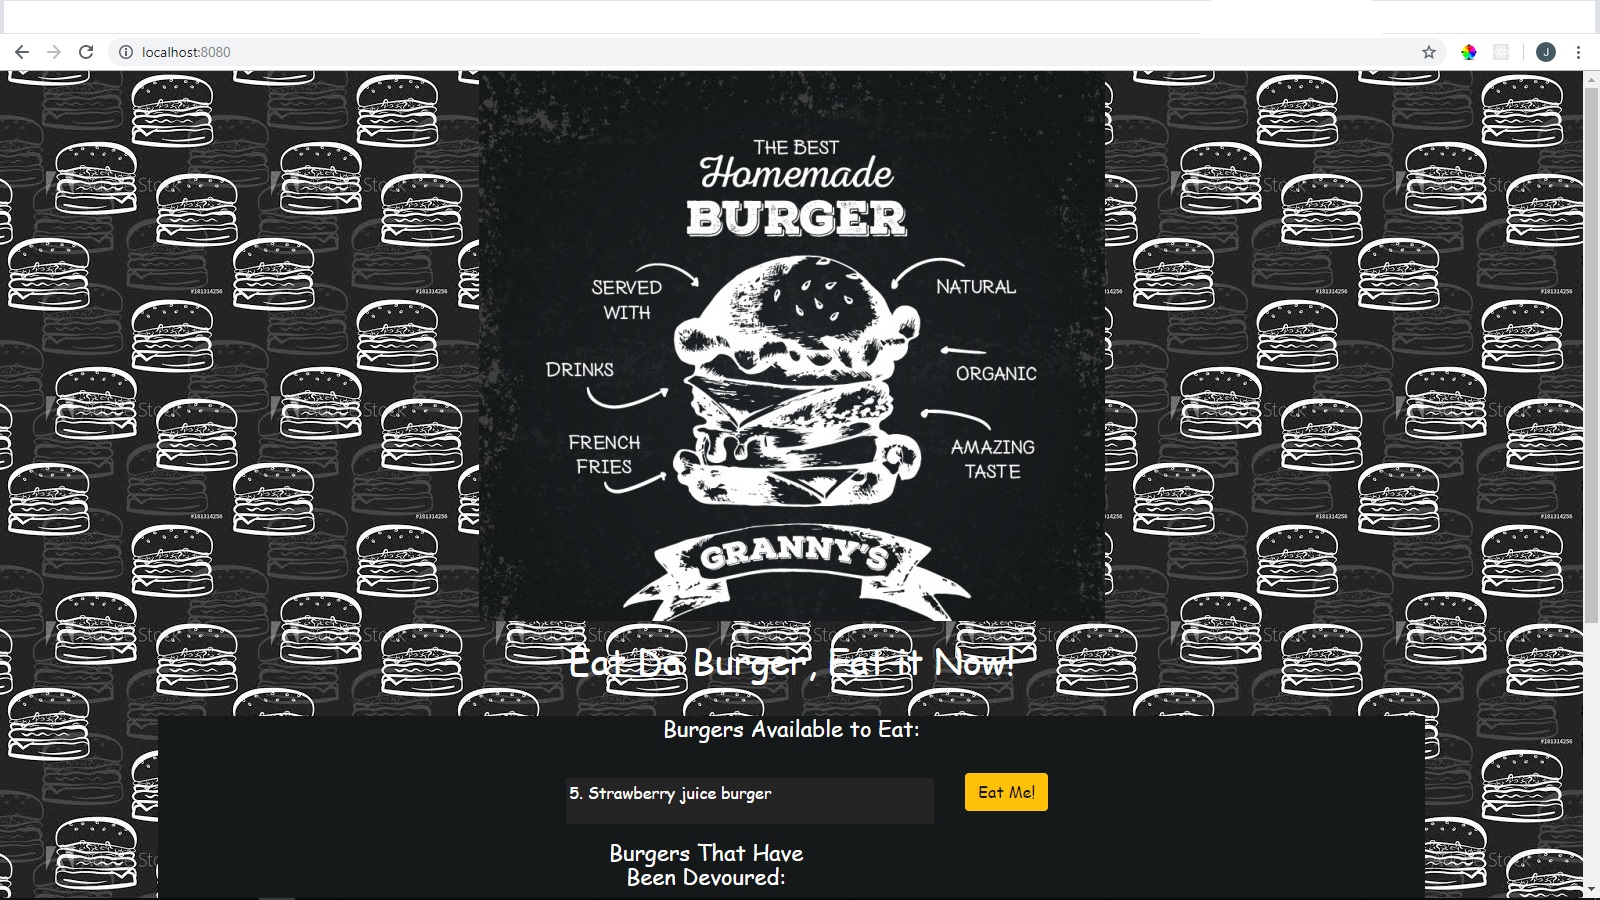 localhost:8080
J
THE BEST
Homemade
BURGER
SERVED
WITH
NATURAL
DRINKS
ORGANIC
FRENCH
FRIES
AMAZING
TASTE
GRANNY'S
Eat Da Burger, Eat it Now!
Burgers Available to Eat:
5. Strawberry juice burger
Eat Me!
Burgers That Have
Been Devoured:
#181314256